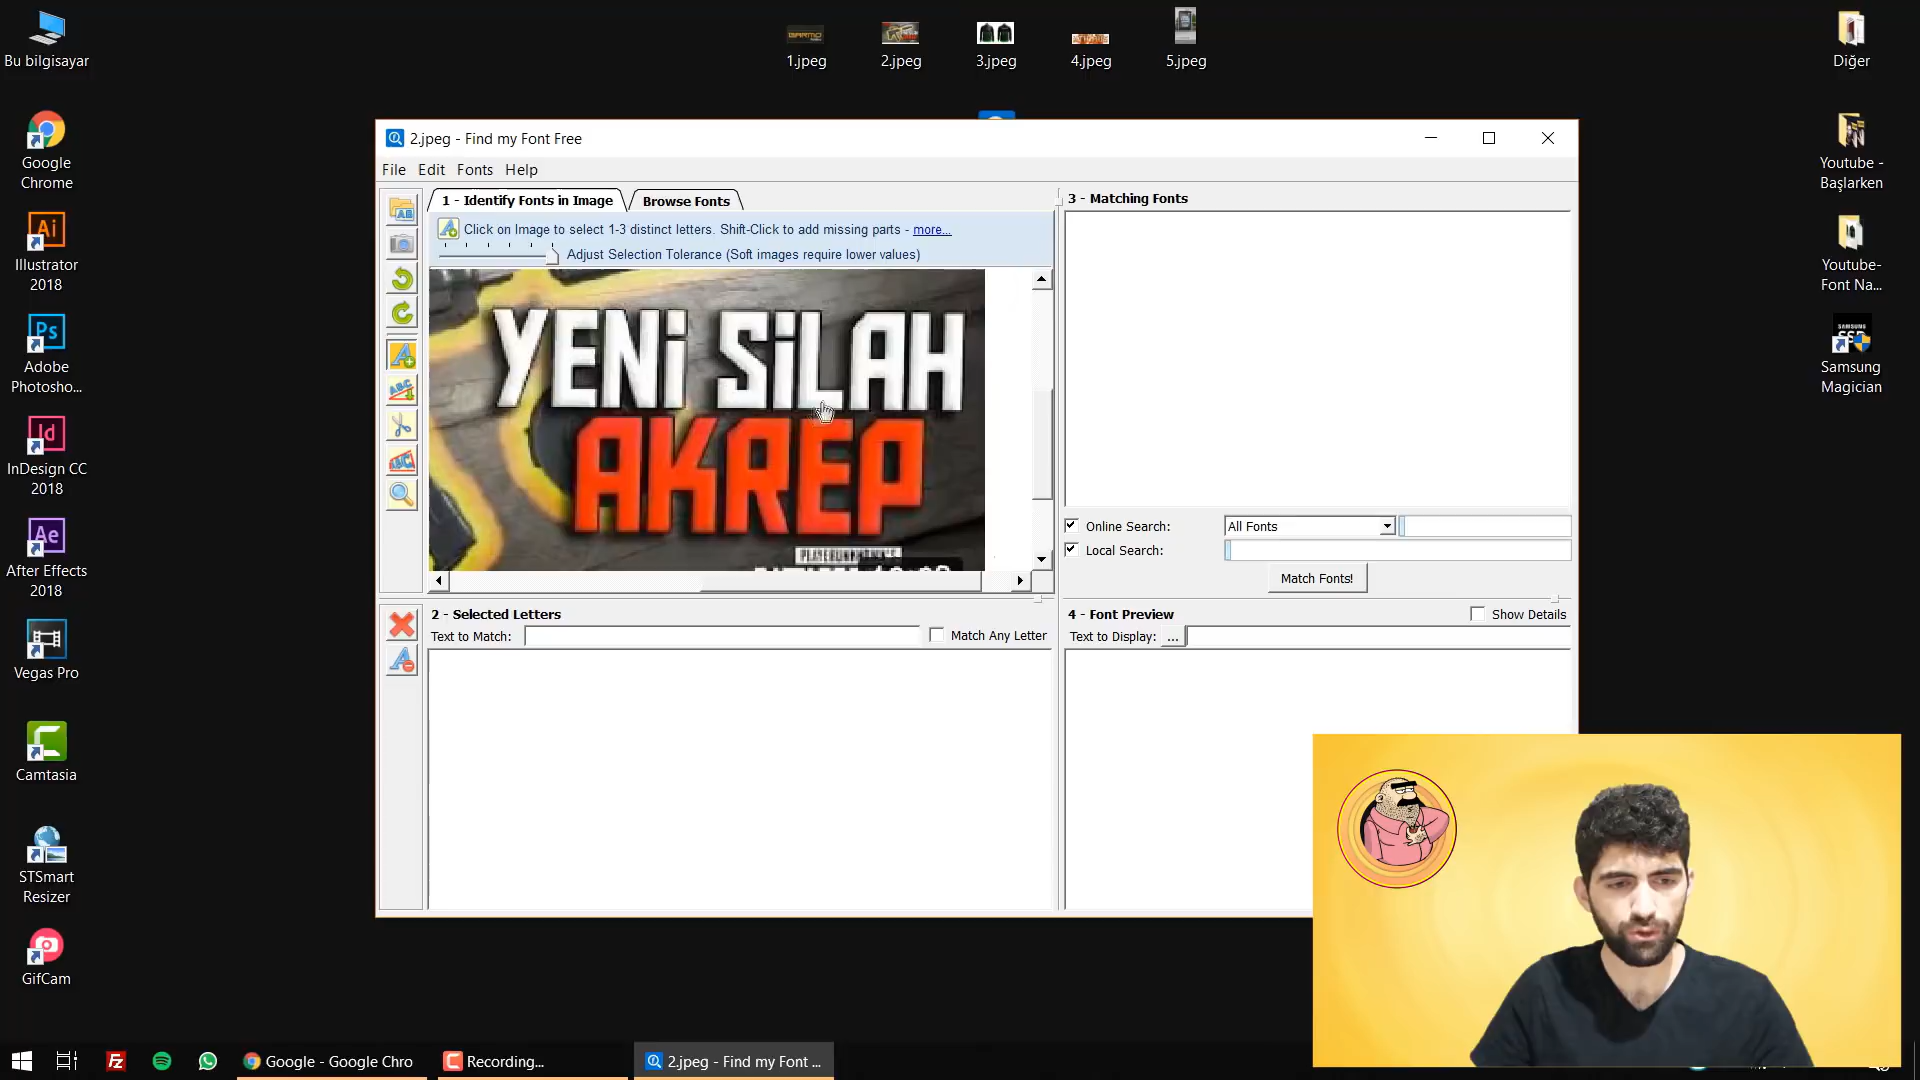 Bu bilgisayar
1.jpeg
2.jpeg
3.jpeg
4.jpeg
5.jpeg
Diğer
Google
Chrome
Youtube -
Başlarken
Illustrator
2018
Youtube-
Font Na...
Adobe
Photosho...
SAMSUNG
SSD
Samsung
Magician
InDesign CC
2018
After Effects
2018
Vegas Pro
Camtasia
STSmart
Resizer
GifCam
2.jpeg - Find my Font Free
File Edit Fonts Help
1 - Identify Fonts in Image
Browse Fonts
Click on Image to select 1-3 distinct letters. Shift-Click to add missing parts - more...
Adjust Selection Tolerance (Soft images require lower values)
YENi SiLAH
AKREP
3 - Matching Fonts
Online Search:
All Fonts
Local Search:
Match Fonts!
2 - Selected Letters
Text to Match:
Match Any Letter
4 - Font Preview
Show Details
Text to Display: ...
Google - Google Chro
Recording...
2.jpeg - Find my Font ...